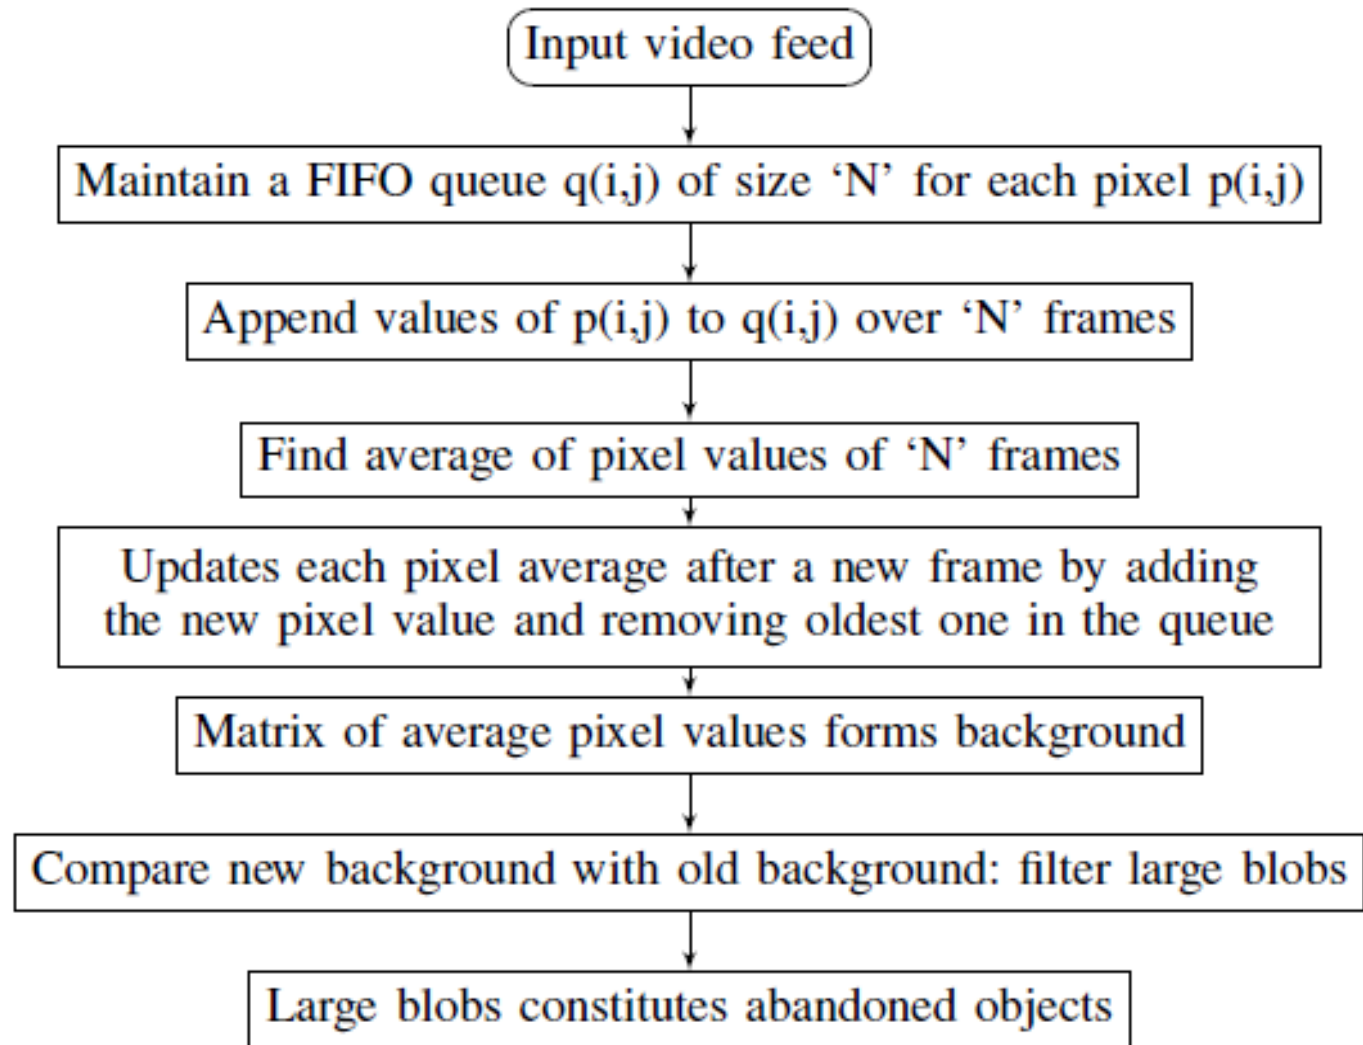 Input video feed
Maintain a FIFO queue q(i,j) of size ‘N’ for each pixel p(i,j)
Append values of p(i,j) to q(i,j) over ‘N’ frames
Find average of pixel values of ‘N’ frames
Updates each pixel average after a new frame by adding
the new pixel value and removing oldest one in the queue
Matrix of average pixel values forms background
Compare new background with old background: filter large blobs
Large blobs constitutes abandoned objects